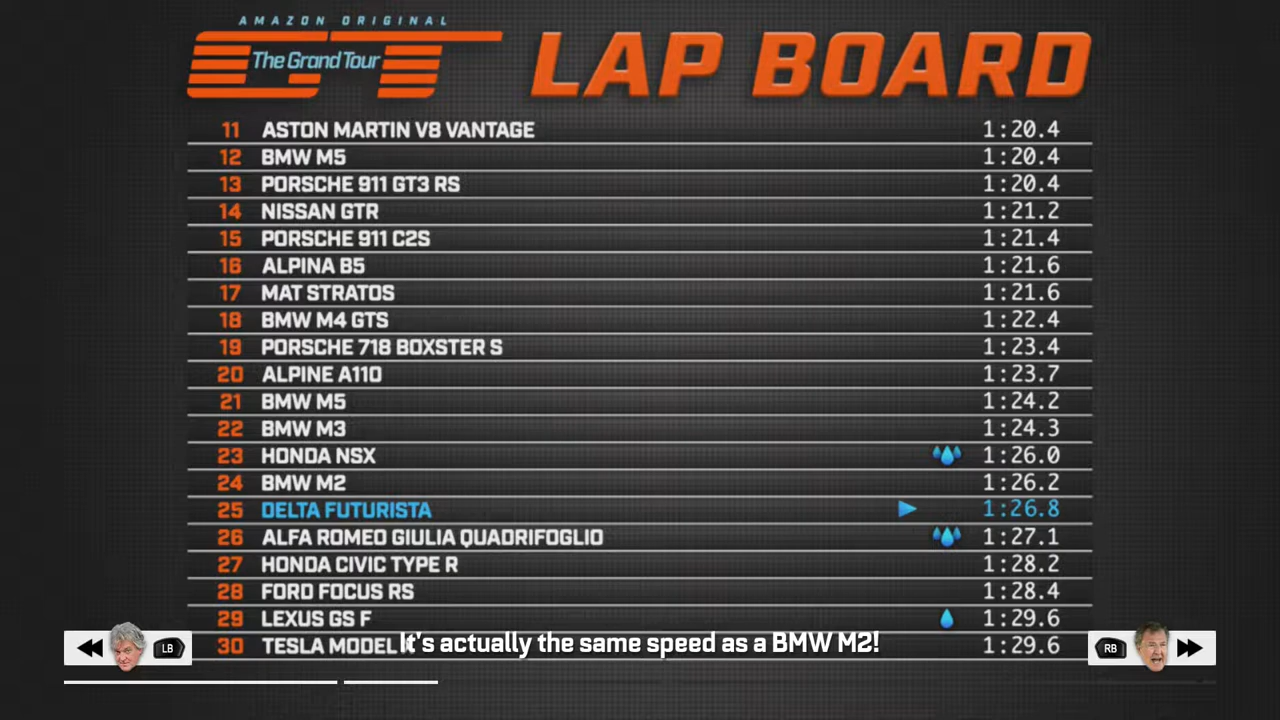 AMAZON ORIGINAL
The Grand Tour
LAP BOARD
11 ASTON MARTIN V8 VANTAGE 1:20.4
12 BMW M5 1:20.4
13 PORSCHE 911 GT3 RS 1:20.4
14 NISSAN GTR 1:21.2
15 PORSCHE 911 C2S 1:21.4
16 ALPINA B5 1:21.6
17 MAT STRATOS 1:21.6
18 BMW M4 GTS 1:22.4
19 PORSCHE 718 BOXSTER S 1:23.4
20 ALPINE A110 1:23.7
21 BMW M5 1:24.2
22 BMW M3 1:24.3
23 HONDA NSX 1:26.0
24 BMW M2 1:26.2
25 DELTA FUTURISTA 1:26.8
26 ALFA ROMEO GIULIA QUADRIFOGLIO 1:27.1
27 HONDA CIVIC TYPE R 1:28.2
28 FORD FOCUS RS 1:28.4
29 LEXUS GS F 1:29.6
30 TESLA MODEL 1:29.6
LB
It's actually the same speed as a BMW M2!
RB